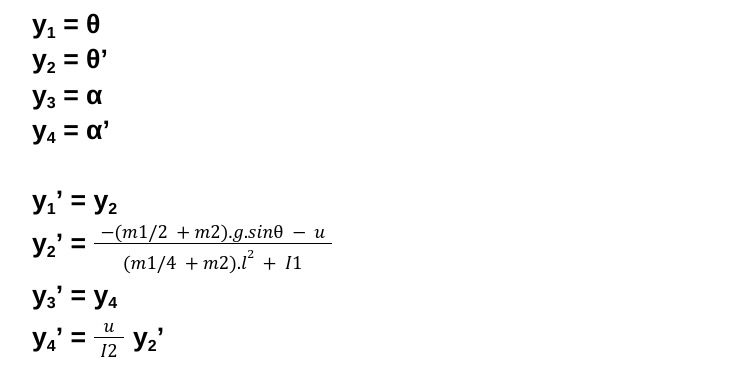 y₁ = θ
y₂ = θ’
y₃ = α
y₄ = α’
y₁’ = y₂
y₂’ = (−(m1/2 + m2).g.sinθ − u) / ((m1/4 + m2).l² + I1)
y₃’ = y₄
y₄’ = u/I2 y₂’